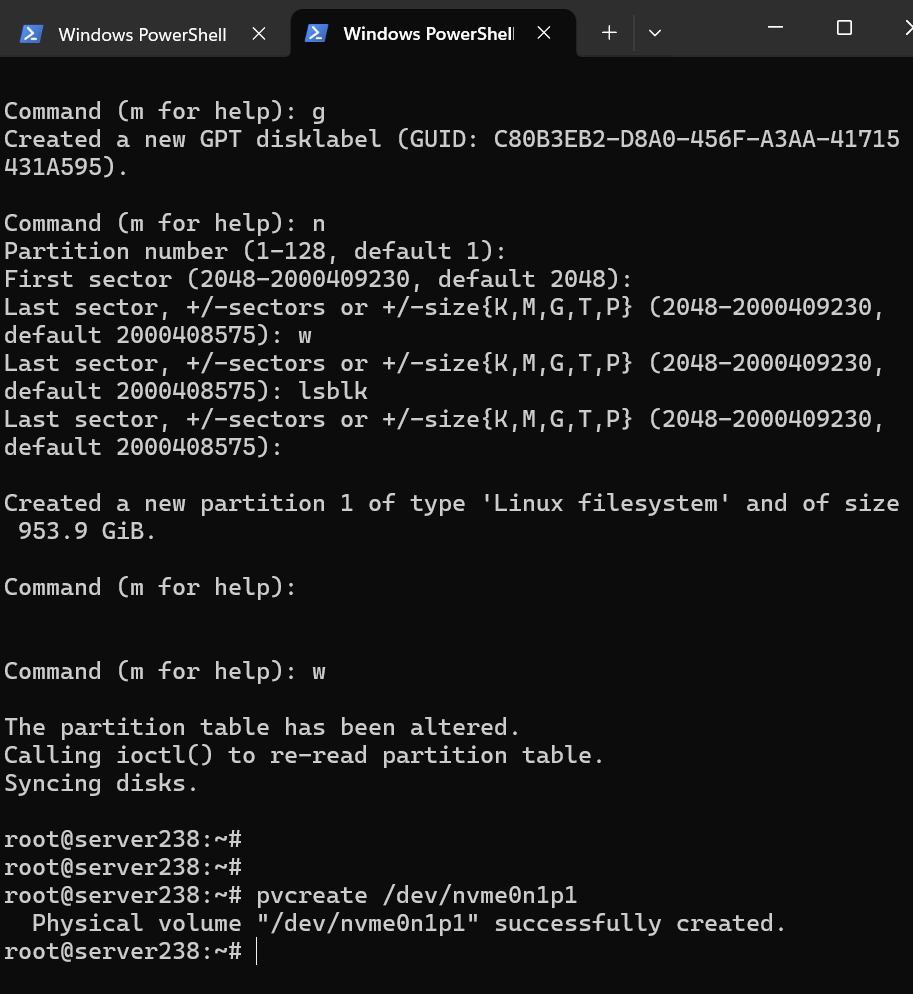 Windows PowerShell
Windows PowerShell
Command (m for help): g
Created a new GPT disklabel (GUID: C80B3EB2-D8A0-456F-A3AA-41715
431A595).
Command (m for help): n
Partition number (1-128, default 1):
First sector (2048-2000409230, default 2048):
Last sector, +/-sectors or +/-size{K,M,G,T,P} (2048-2000409230,
default 2000408575): w
Last sector, +/-sectors or +/-size{K,M,G,T,P} (2048-2000409230,
default 2000408575): lsblk
Last sector, +/-sectors or +/-size{K,M,G,T,P} (2048-2000409230,
default 2000408575):
Created a new partition 1 of type 'Linux filesystem' and of size
953.9 GiB.
Command (m for help):
Command (m for help): w
The partition table has been altered.
Calling ioctl() to re-read partition table.
Syncing disks.
root@server238:~#
root@server238:~#
root@server238:~# pvcreate /dev/nvme0n1p1
Physical volume "/dev/nvme0n1p1" successfully created.
root@server238:~#